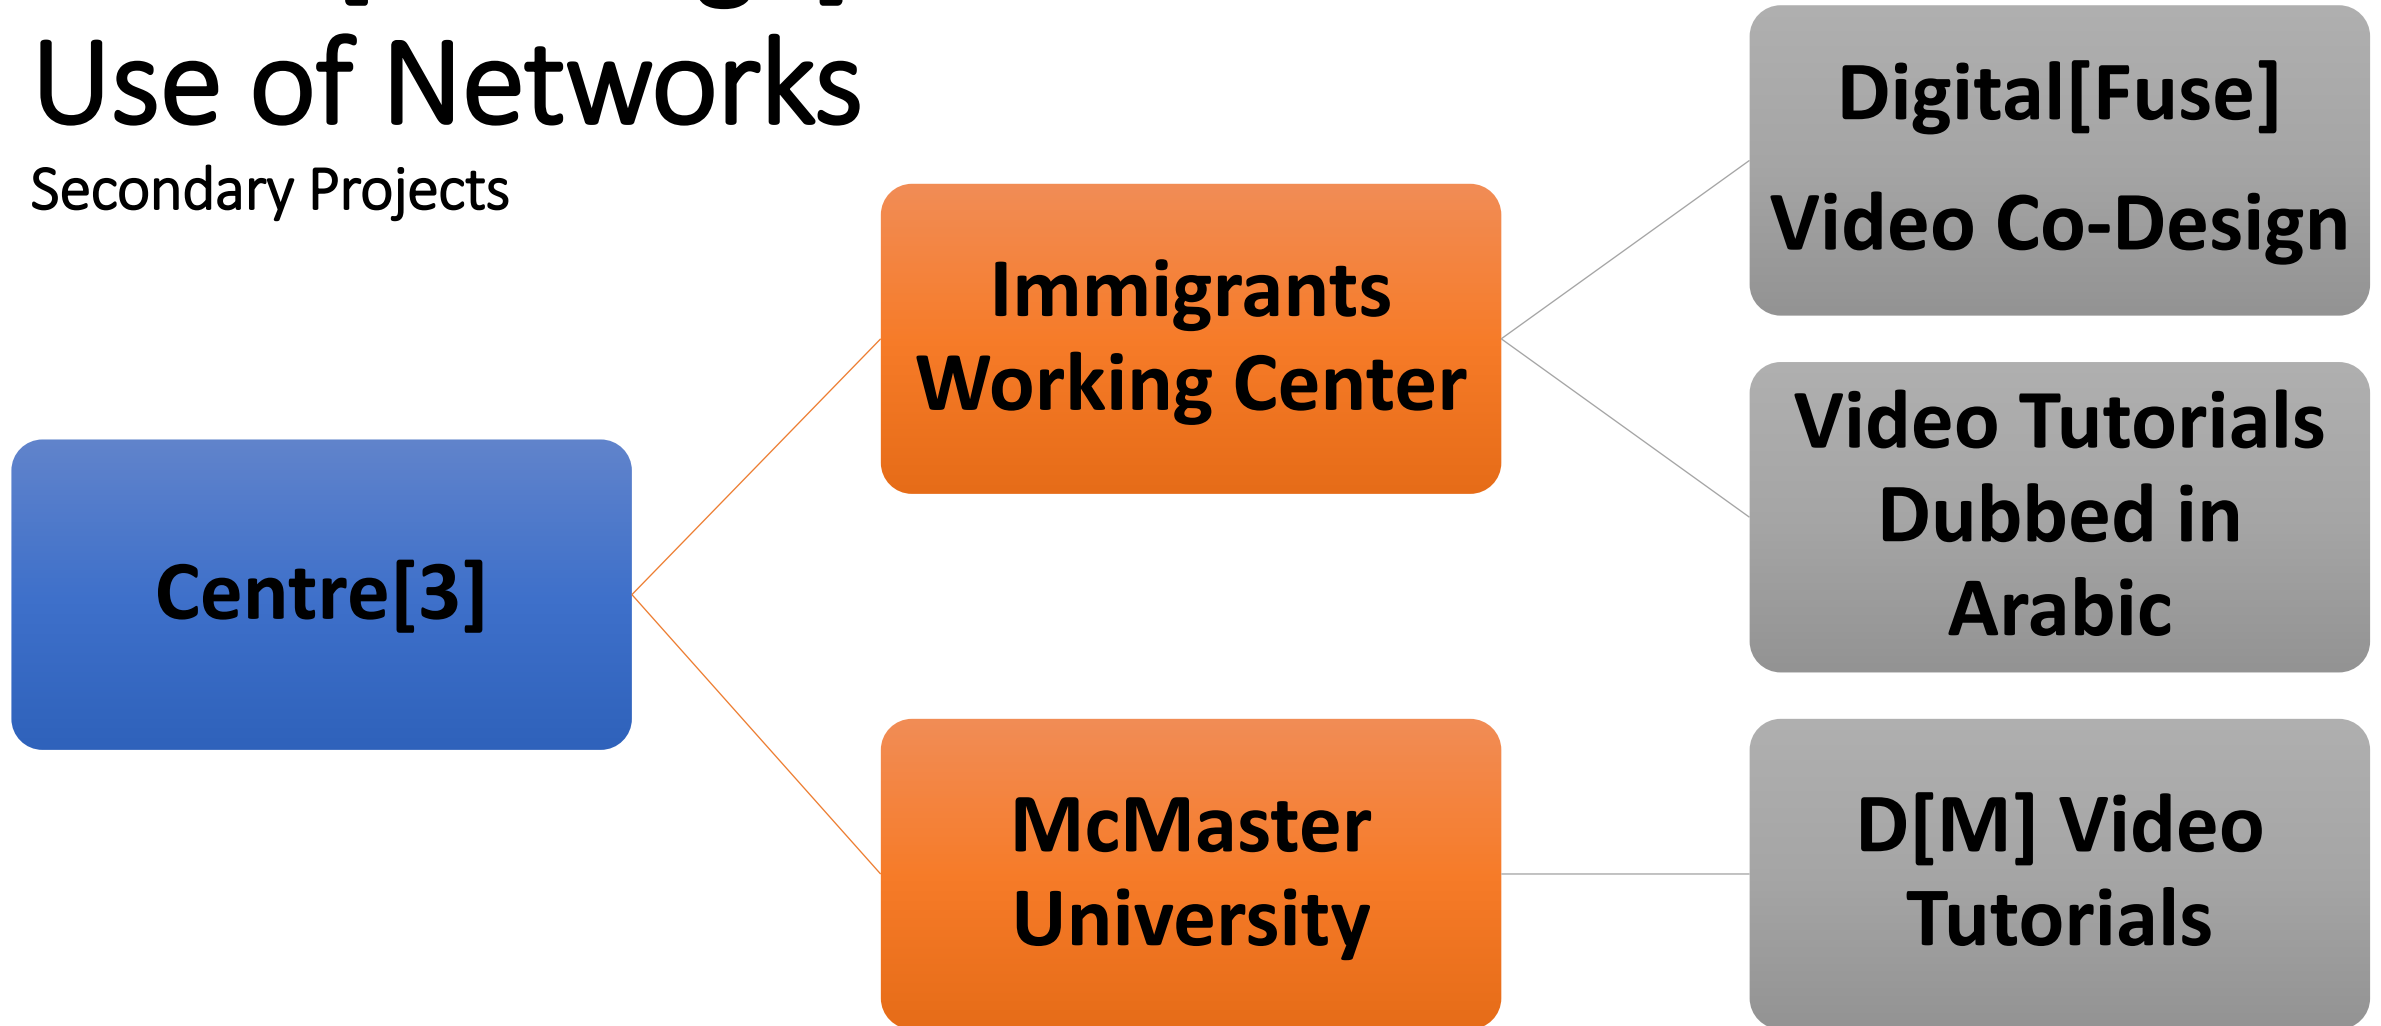 Use of Networks
Secondary Projects
Centre[3]
Immigrants
Working Center
McMaster
University
Digital[Fuse]
Video Co-Design
Video Tutorials
Dubbed in
Arabic
D[M] Video
Tutorials